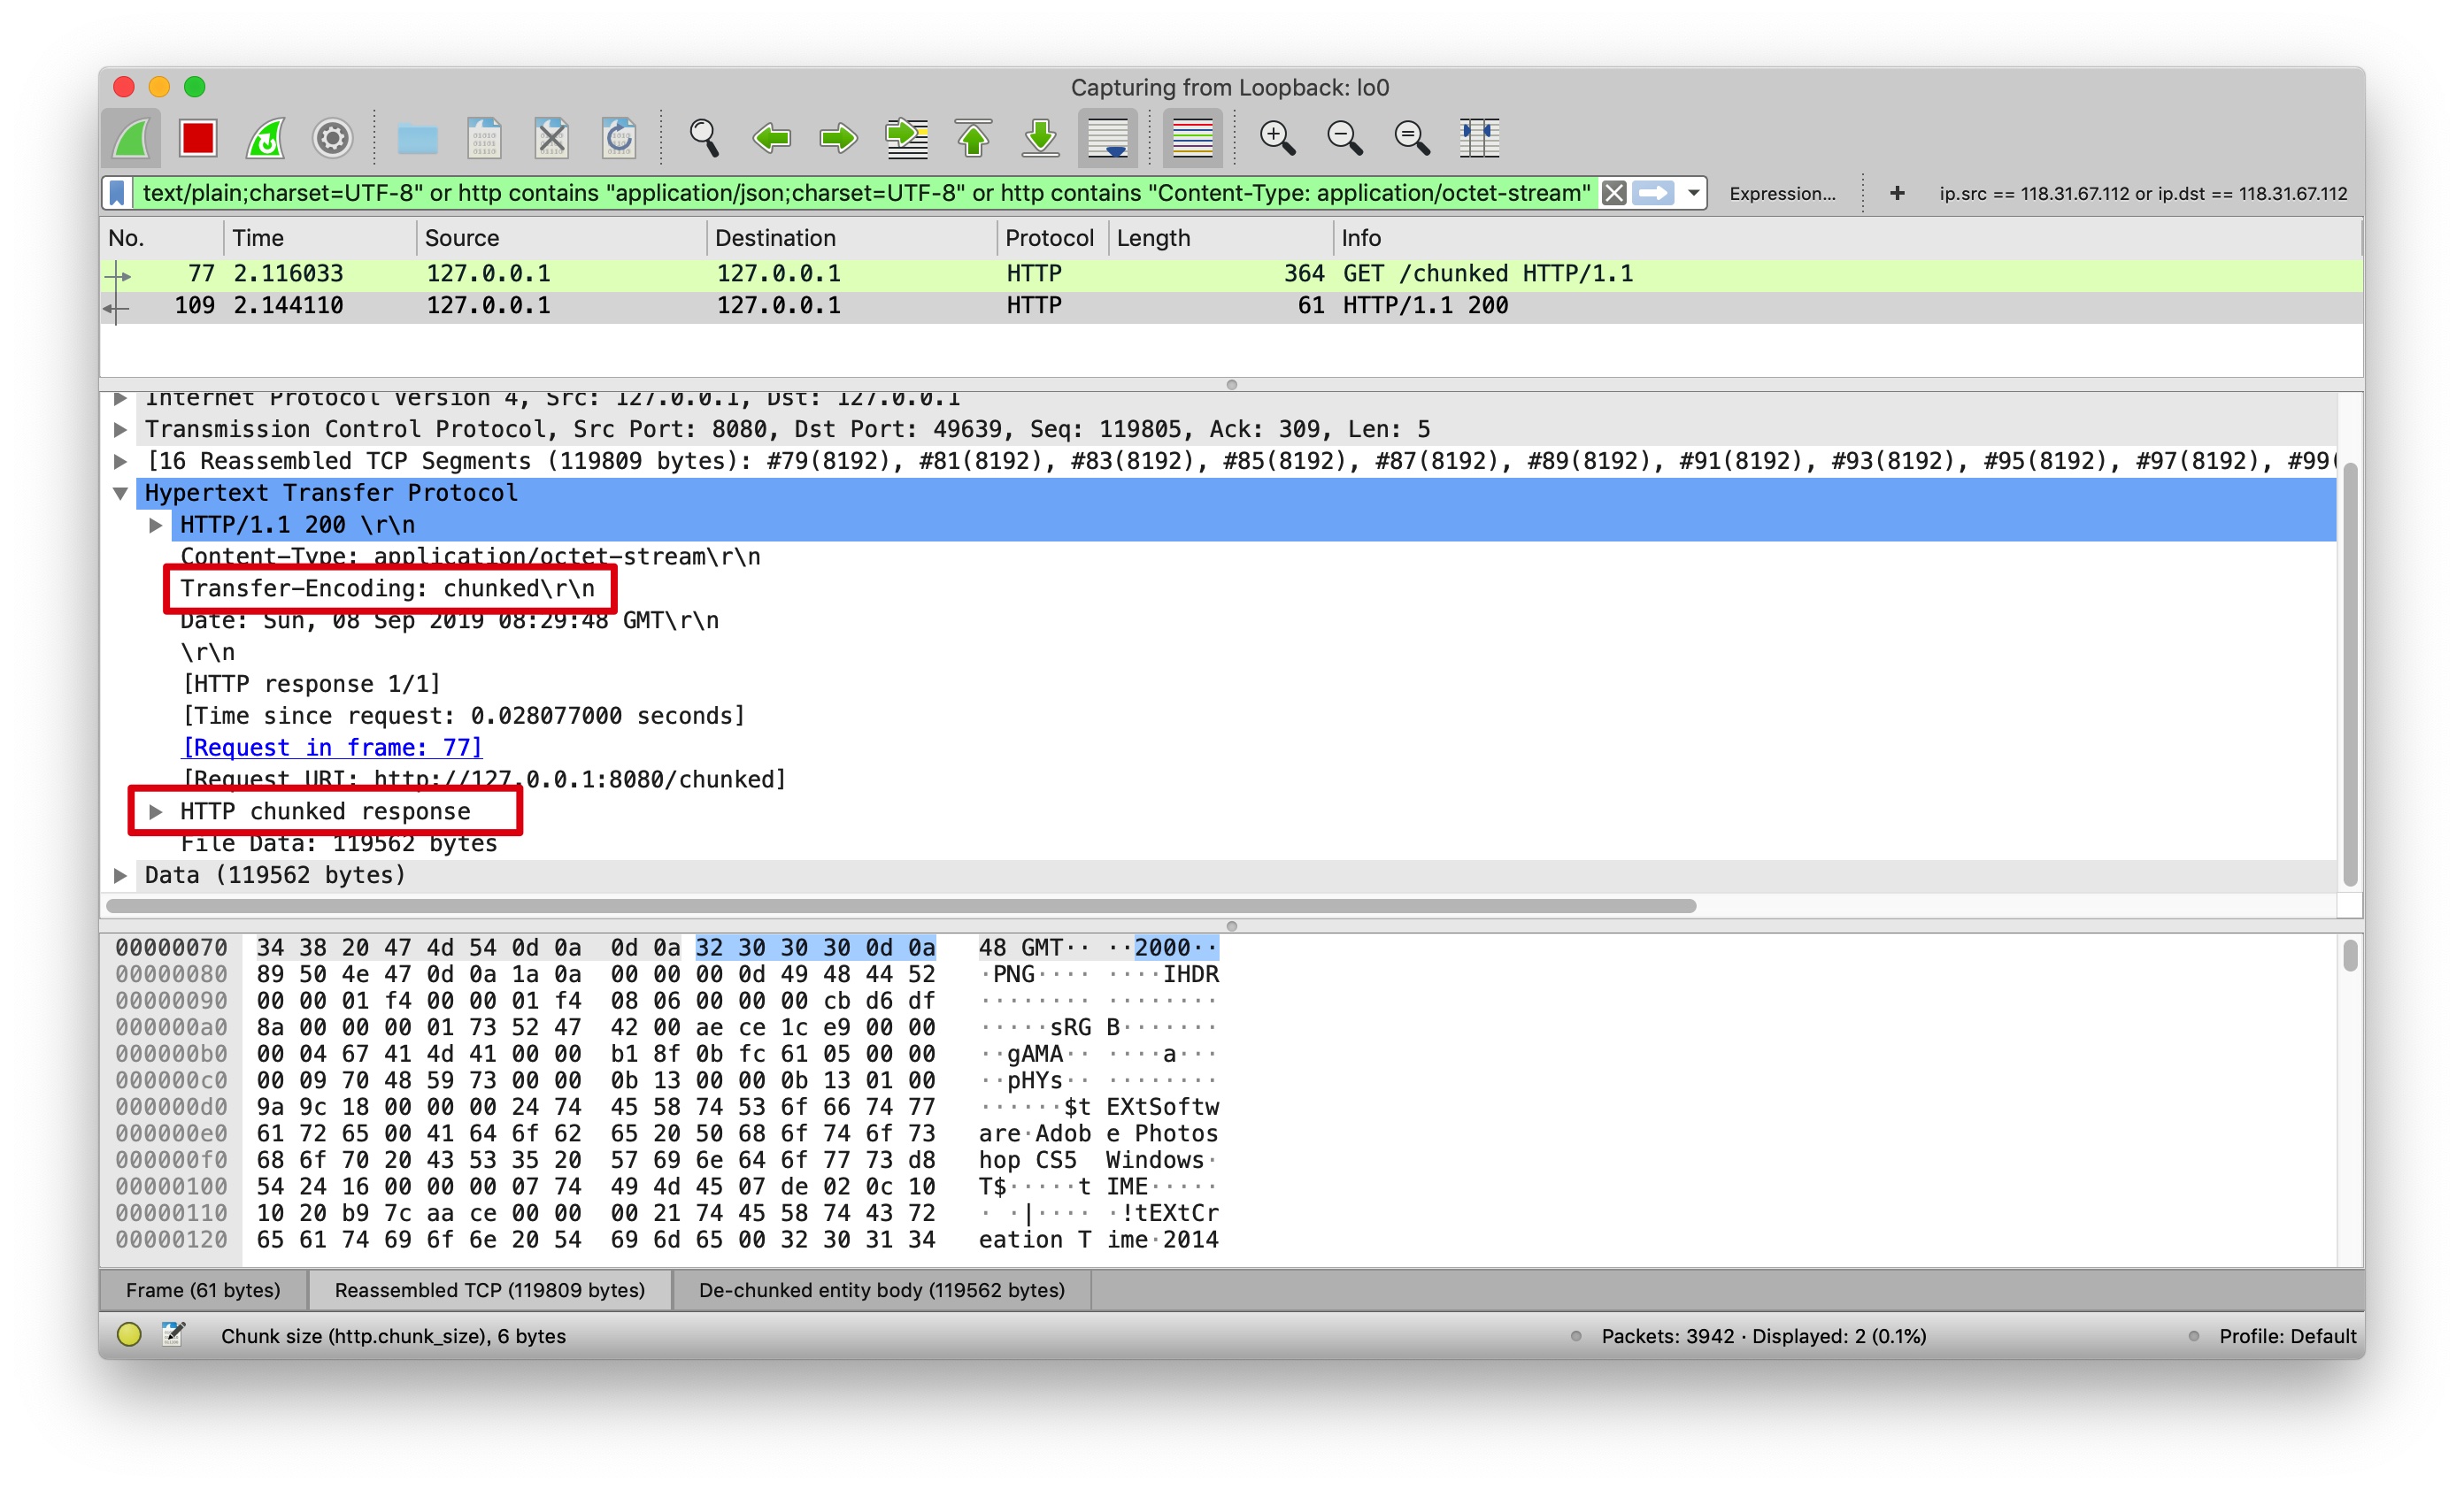 Capturing from Loopback: lo0
text/plain;charset=UTF-8" or http contains "application/json;charset=UTF-8" or http contains "Content-Type: application/octet-stream" Expression... + ip.src == 118.31.67.112 or ip.dst == 118.31.67.112
No. Time Source Destination Protocol Length Info
77 2.116033 127.0.0.1 127.0.0.1 HTTP 364 GET /chunked HTTP/1.1
109 2.144110 127.0.0.1 127.0.0.1 HTTP 61 HTTP/1.1 200
Internet Protocol Version 4, Src: 127.0.0.1, Dst: 127.0.0.1
Transmission Control Protocol, Src Port: 8080, Dst Port: 49639, Seq: 119805, Ack: 309, Len: 5
[16 Reassembled TCP Segments (119809 bytes): #79(8192), #81(8192), #83(8192), #85(8192), #87(8192), #89(8192), #91(8192), #93(8192), #95(8192), #97(8192), #99(
Hypertext Transfer Protocol
HTTP/1.1 200 \r\n
Content-Type: application/octet-stream\r\n
Transfer-Encoding: chunked\r\n
Date: Sun, 08 Sep 2019 08:29:48 GMT\r\n
\r\n
[HTTP response 1/1]
[Time since request: 0.028077000 seconds]
[Request in frame: 77]
[Request URI: http://127.0.0.1:8080/chunked]
HTTP chunked response
File Data: 119562 bytes
Data (119562 bytes)
00000070 34 38 20 47 4d 54 0d 0a 0d 0a 32 30 30 30 0d 0a 48 GMT·· ··2000··
00000080 89 50 4e 47 0d 0a 1a 0a 00 00 00 0d 49 48 44 52 ·PNG···· ····IHDR
00000090 00 00 01 f4 00 00 01 f4 08 06 00 00 00 cb d6 df ········ ········
000000a0 8a 00 00 00 01 73 52 47 42 00 ae ce 1c e9 00 00 ·····sRG B·······
000000b0 00 04 67 41 4d 41 00 00 b1 8f 0b fc 61 05 00 00 ··gAMA·· ····a···
000000c0 00 09 70 48 59 73 00 00 0b 13 00 00 0b 13 01 00 ··pHYs·· ········
000000d0 9a 9c 18 00 00 00 24 74 45 58 74 53 6f 66 74 77 ······$t EXtSoftw
000000e0 61 72 65 00 41 64 6f 62 65 20 50 68 6f 74 6f 73 are·Adob e Photos
000000f0 68 6f 70 20 43 53 35 20 57 69 6e 64 6f 77 73 d8 hop CS5 Windows·
00000100 54 24 16 00 00 00 07 74 49 4d 45 07 de 02 0c 10 T$·····t IME·····
00000110 10 20 b9 7c aa ce 00 00 00 21 74 45 58 74 43 72 · ·|···· ·!tEXtCr
00000120 65 61 74 69 6f 6e 20 54 69 6d 65 00 32 30 31 34 eation T ime·2014
Frame (61 bytes) Reassembled TCP (119809 bytes) De-chunked entity body (119562 bytes)
Chunk size (http.chunk_size), 6 bytes Packets: 3942 · Displayed: 2 (0.1%) Profile: Default